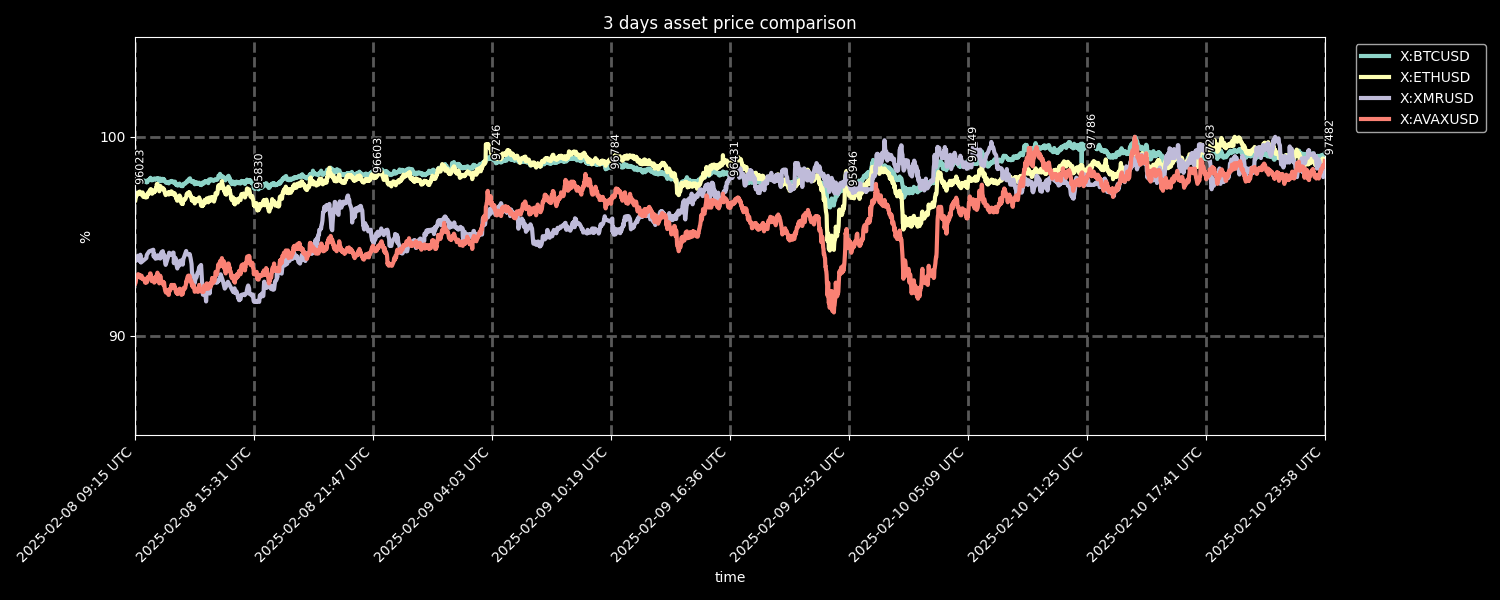 3 days asset price comparison
X:BTCUSD
X:ETHUSD
X:XMRUSD
X:AVAXUSD
100
90
%
96023
95830
96603
97246
96784
96431
95946
97149
97786
97263
97482
2025-02-08 09:15 UTC
2025-02-08 15:31 UTC
2025-02-08 21:47 UTC
2025-02-09 04:03 UTC
2025-02-09 10:19 UTC
2025-02-09 16:36 UTC
2025-02-09 22:52 UTC
2025-02-10 05:09 UTC
2025-02-10 11:25 UTC
2025-02-10 17:41 UTC
2025-02-10 23:58 UTC
time